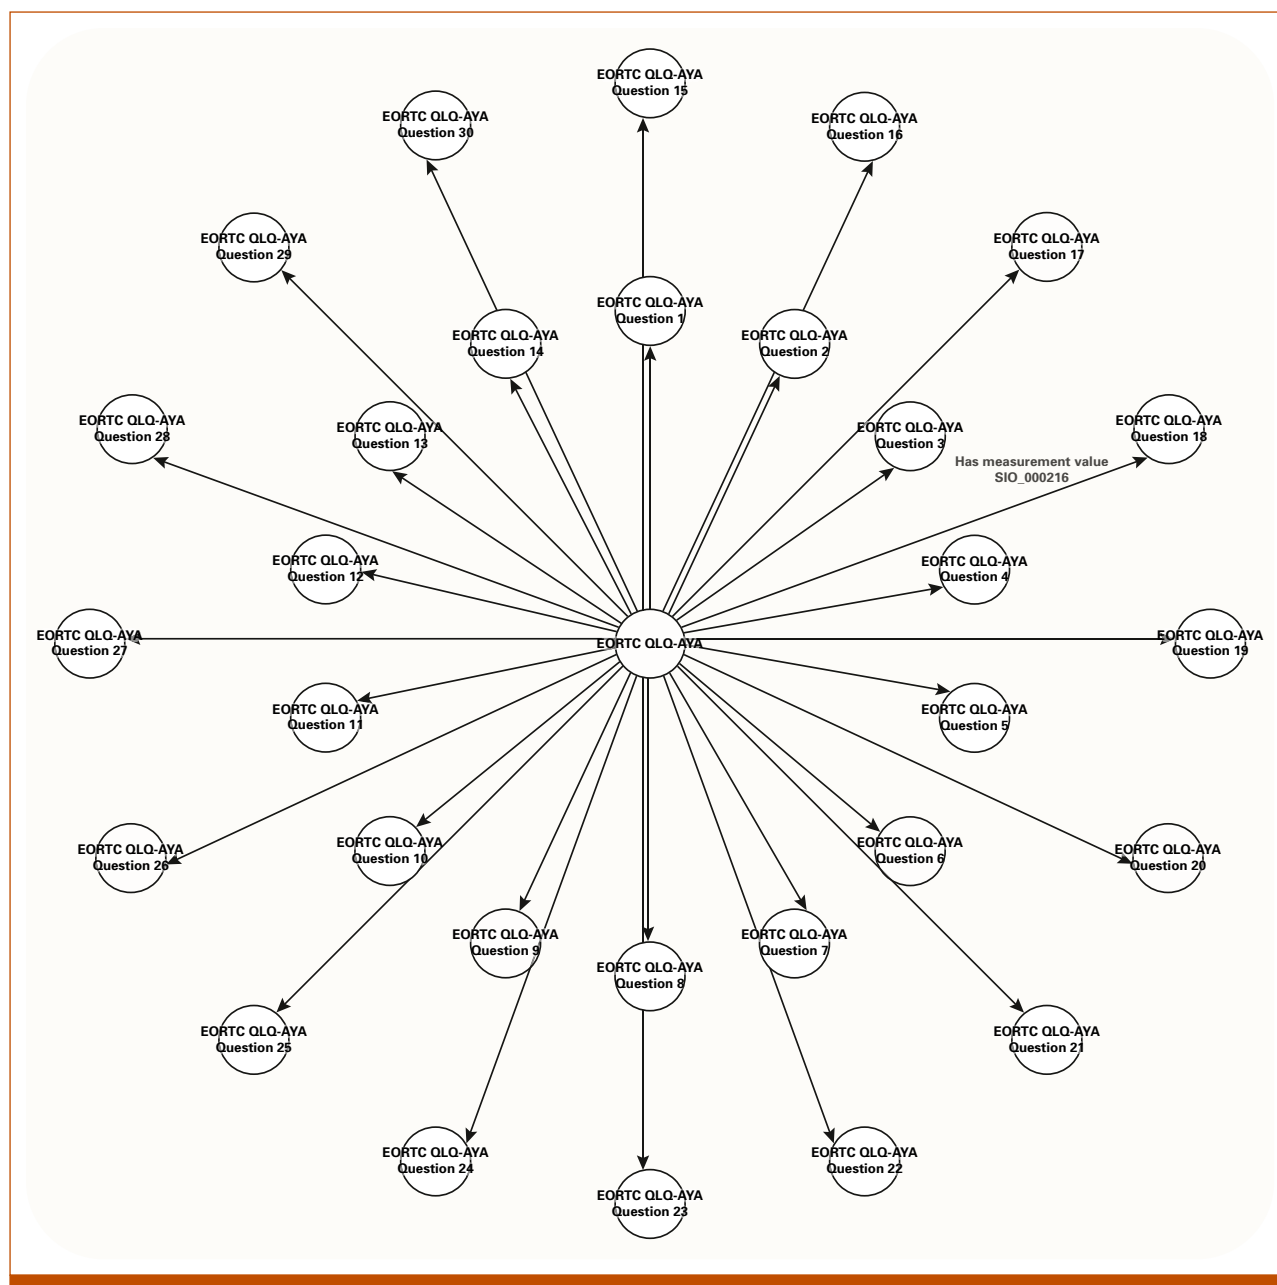 EORTC QLQ-AYA
Question 15
EORTC QLQ-AYA
Question 30
EORTC QLQ-AYA
Question 16
EORTC QLQ-AYA
Question 29
EORTC QLQ-AYA
Question 17
EORTC QLQ-AYA
Question 1
EORTC QLQ-AYA
Question 14
EORTC QLQ-AYA
Question 2
EORTC QLQ-AYA
Question 28
EORTC QLQ-AYA
Question 13
EORTC QLQ-AYA
Question 3
EORTC QLQ-AYA
Question 18
Has measurement value
SIO_000216
EORTC QLQ-AYA
Question 12
EORTC QLQ-AYA
Question 4
EORTC QLQ-AYA
Question 27
EORTC QLQ-AYA
EORTC QLQ-AYA
Question 19
EORTC QLQ-AYA
Question 11
EORTC QLQ-AYA
Question 5
EORTC QLQ-AYA
Question 26
EORTC QLQ-AYA
Question 10
EORTC QLQ-AYA
Question 6
EORTC QLQ-AYA
Question 20
EORTC QLQ-AYA
Question 9
EORTC QLQ-AYA
Question 7
EORTC QLQ-AYA
Question 8
EORTC QLQ-AYA
Question 25
EORTC QLQ-AYA
Question 21
EORTC QLQ-AYA
Question 24
EORTC QLQ-AYA
Question 22
EORTC QLQ-AYA
Question 23